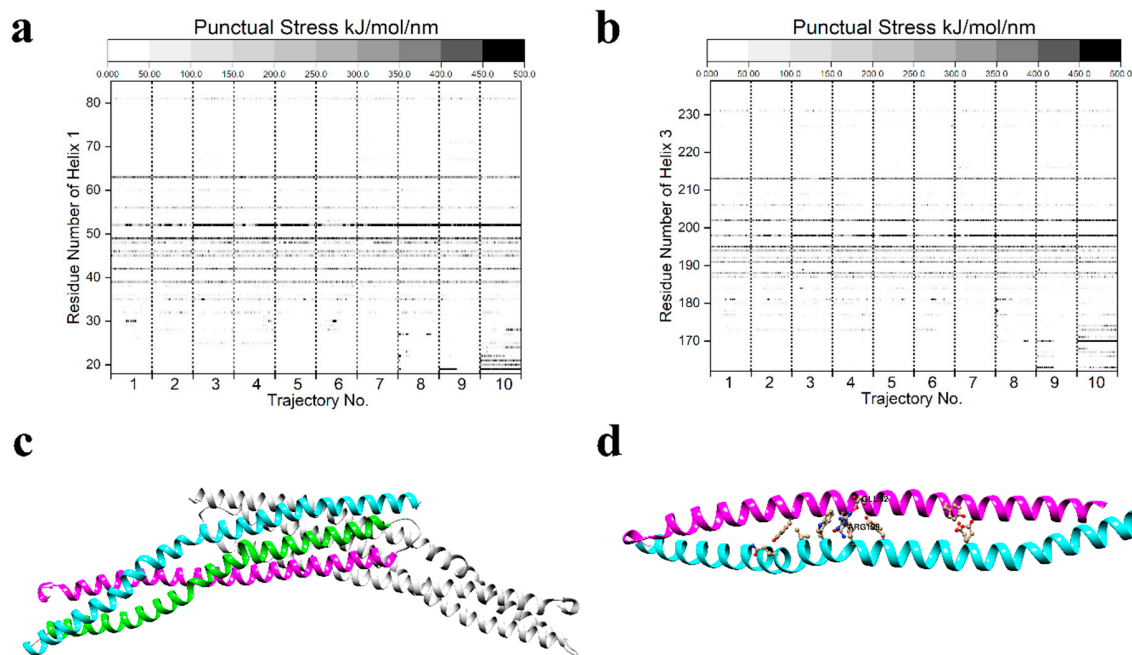 a
Punctual Stress kJ/mol/nm
0.000 50.00 100.0 150.0 200.0 250.0 300.0 350.0 400.0 450.0 500.0
Residue Number of Helix 1
80
70
60
50
40
30
20
1 2 3 4 5 6 7 8 9 10
Trajectory No.
b
Punctual Stress kJ/mol/nm
0.000 50.00 100.0 150.0 200.0 250.0 300.0 350.0 400.0 450.0 500.0
Residue Number of Helix 3
230
220
210
200
190
180
170
1 2 3 4 5 6 7 8 9 10
Trajectory No.
c
d